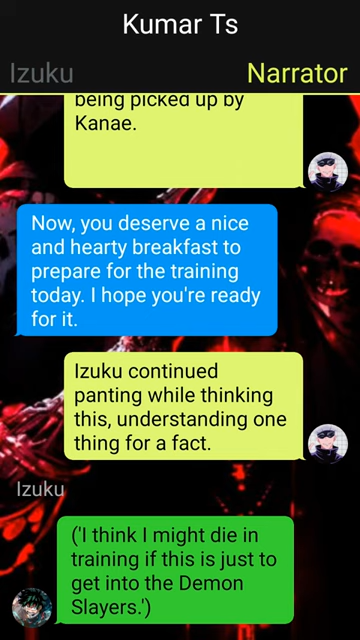 Kumar Ts
Izuku
Narrator
being picked up by
Kanae.
Now, you deserve a nice
and hearty breakfast to
prepare for the training
today. I hope you're ready
for it.
Izuku continued
panting while thinking
this, understanding one
thing for a fact.
Izuku
('I think I might die in
training if this is just to
get into the Demon
Slayers.')